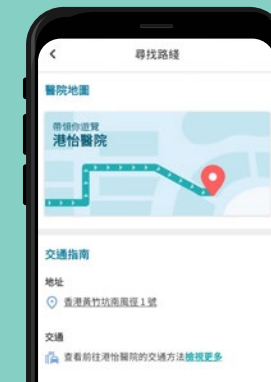 尋找路綫
醫院地圖
帶領你遊覽
港怡醫院
交通指南
地址
香港黃竹坑南風徑1號
交通
查看前往港怡醫院的交通方法檢視更多